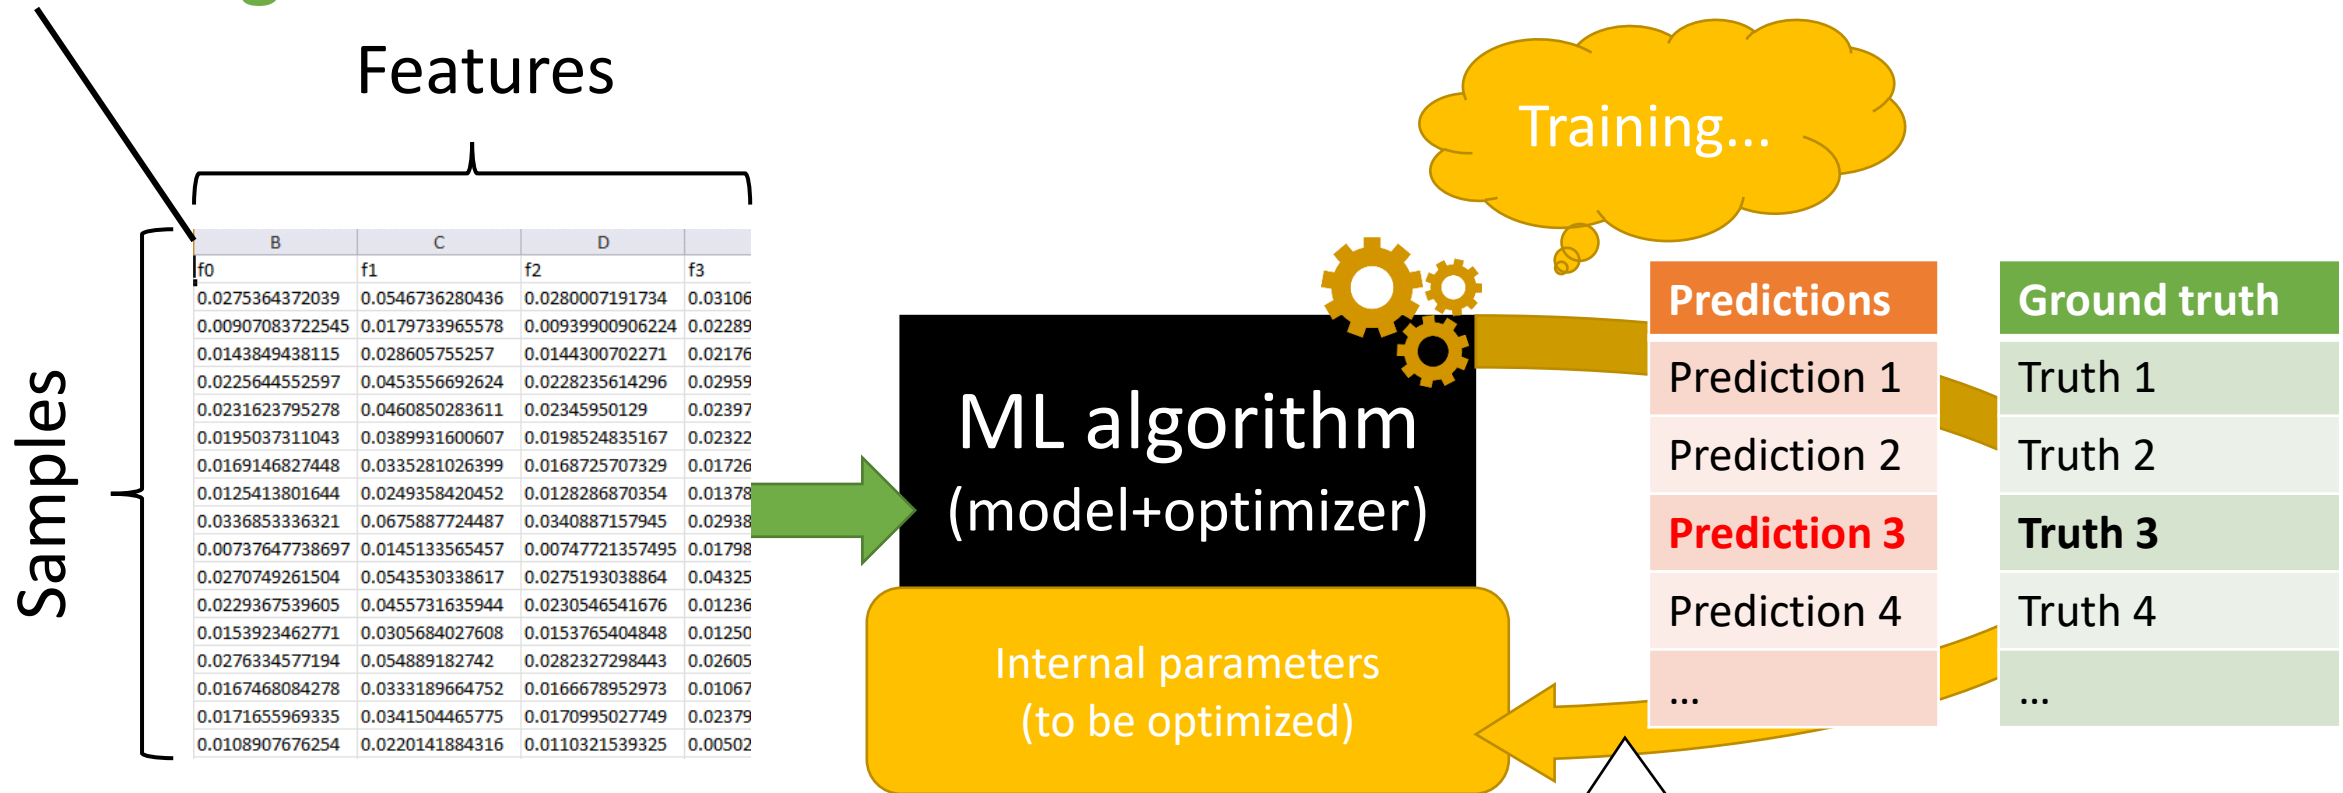 Features
Training...
B C D
f0 f1 f2 f3
0.0275364372039 0.0546736280436 0.0280007191734 0.03106
0.00907083722545 0.0179733965578 0.00939900906224 0.02289
0.0143849438115 0.028605755257 0.0144300702271 0.02176
0.0225644552597 0.0453556692624 0.0228235614296 0.02959
0.0231623795278 0.0460850283611 0.02345950129 0.02397
0.0195037311043 0.0389931600607 0.0198524835167 0.02322
0.0169146827448 0.0335281026399 0.0168725707329 0.01726
0.0125413801644 0.0249358420452 0.0128286870354 0.01378
0.0336853336321 0.0675887724487 0.0340887157945 0.02938
0.00737647738697 0.0145133565457 0.00747721357495 0.01798
0.0270749261504 0.0543530338617 0.0275193038864 0.04325
0.0229367539605 0.0455731635944 0.0230546541676 0.01236
0.0153923462771 0.0305684027608 0.0153765404848 0.01250
0.0276334577194 0.054889182742 0.0282327298443 0.02605
0.0167468084278 0.0333189664752 0.0166678952973 0.01067
0.0171655969335 0.0341504465775 0.0170995027749 0.02379
0.0108907676254 0.0220141884316 0.0110321539325 0.00502
Samples
ML algorithm
(model+optimizer)
Internal parameters
(to be optimized)
Predictions Ground truth
Prediction 1 Truth 1
Prediction 2 Truth 2
Prediction 3 Truth 3
Prediction 4 Truth 4
... ...